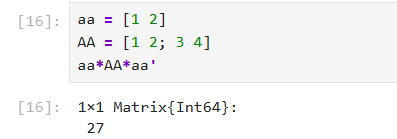 [16]: aa = [1 2]
AA = [1 2; 3 4]
aa*AA*aa'
[16]: 1×1 Matrix{Int64}:
27